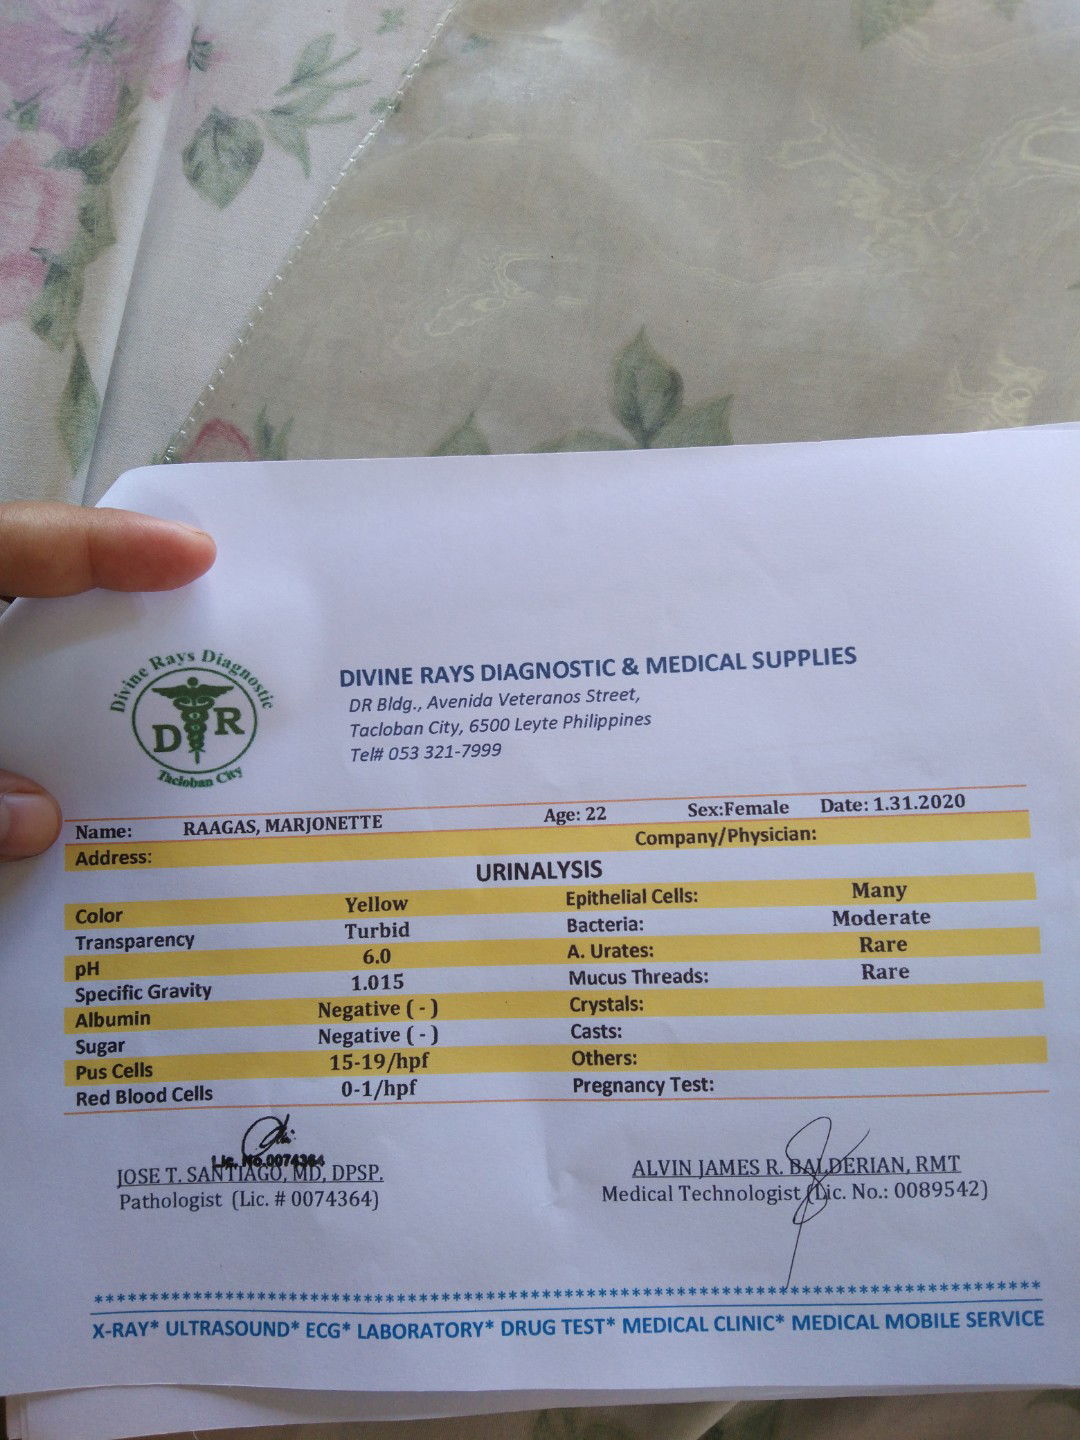 Divine Rays Diagnostic
DR
Tacloban City
DIVINE RAYS DIAGNOSTIC & MEDICAL SUPPLIES
DR Bldg., Avenida Veteranos Street,
Tacloban City, 6500 Leyte Philippines
Tel# 053 321-7999
Name: RAAGAS, MARJONETTE Age: 22 Sex:Female Date: 1.31.2020
Address: Company/Physician:
URINALYSIS
Color Yellow Epithelial Cells: Many
Transparency Turbid Bacteria: Moderate
pH 6.0 A. Urates: Rare
Specific Gravity 1.015 Mucus Threads: Rare
Albumin Negative ( - ) Crystals:
Sugar Negative ( - ) Casts:
Pus Cells 15-19/hpf Others:
Red Blood Cells 0-1/hpf Pregnancy Test:
Lic. No.0074364
JOSE T. SANTIAGO, MD, DPSP. ALVIN JAMES R. BALDERIAN, RMT
Pathologist (Lic. # 0074364) Medical Technologist (Lic. No.: 0089542)
X-RAY* ULTRASOUND* ECG* LABORATORY* DRUG TEST* MEDICAL CLINIC* MEDICAL MOBILE SERVICE